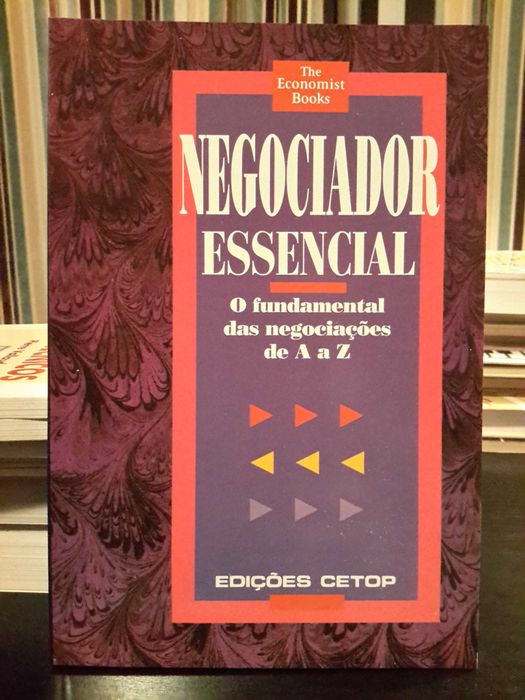 The
Economist
Books
NEGOCIADOR
ESSENCIAL
O fundamental
das negociações
de A a Z
EDIÇÕES CETOP